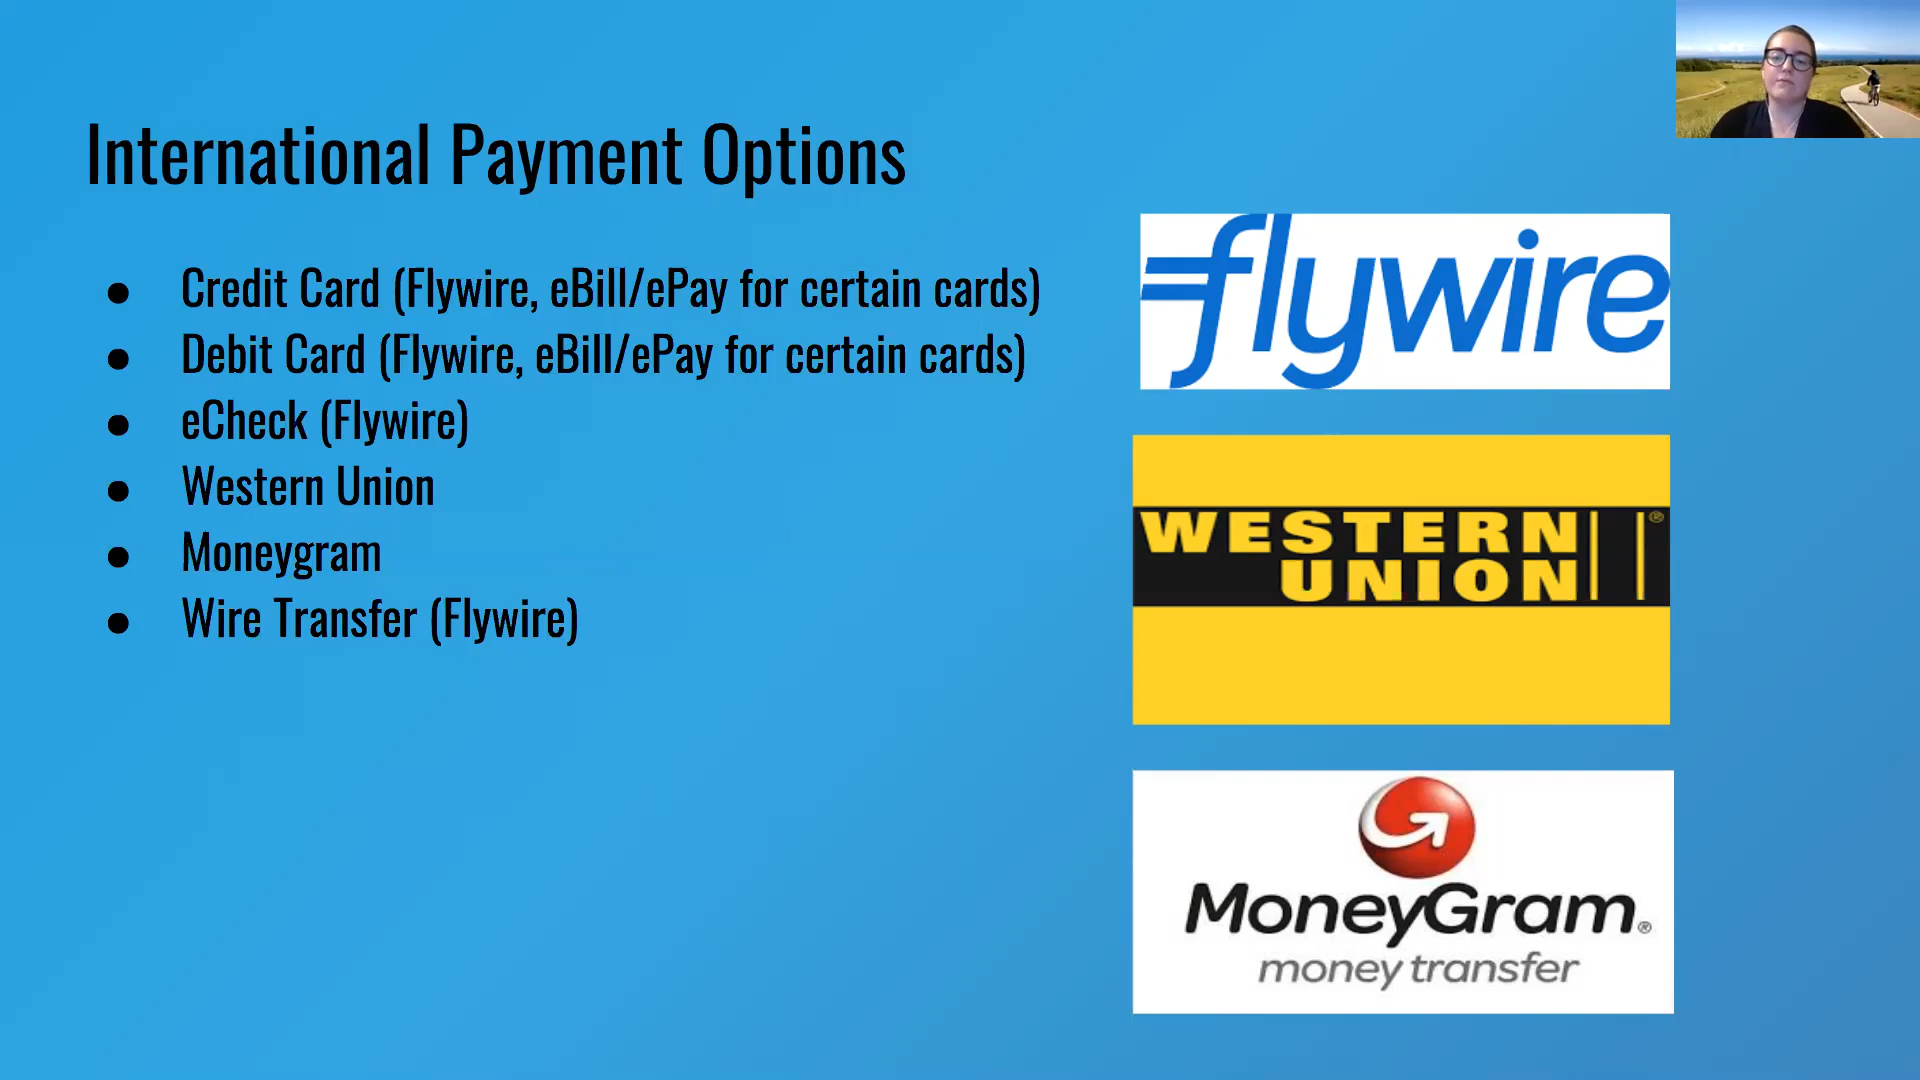 International Payment Options
● Credit Card (Flywire, eBill/ePay for certain cards)
● Debit Card (Flywire, eBill/ePay for certain cards)
● eCheck (Flywire)
● Western Union
● Moneygram
● Wire Transfer (Flywire)
flywire
WESTERN
UNION ®
MoneyGram®
money transfer